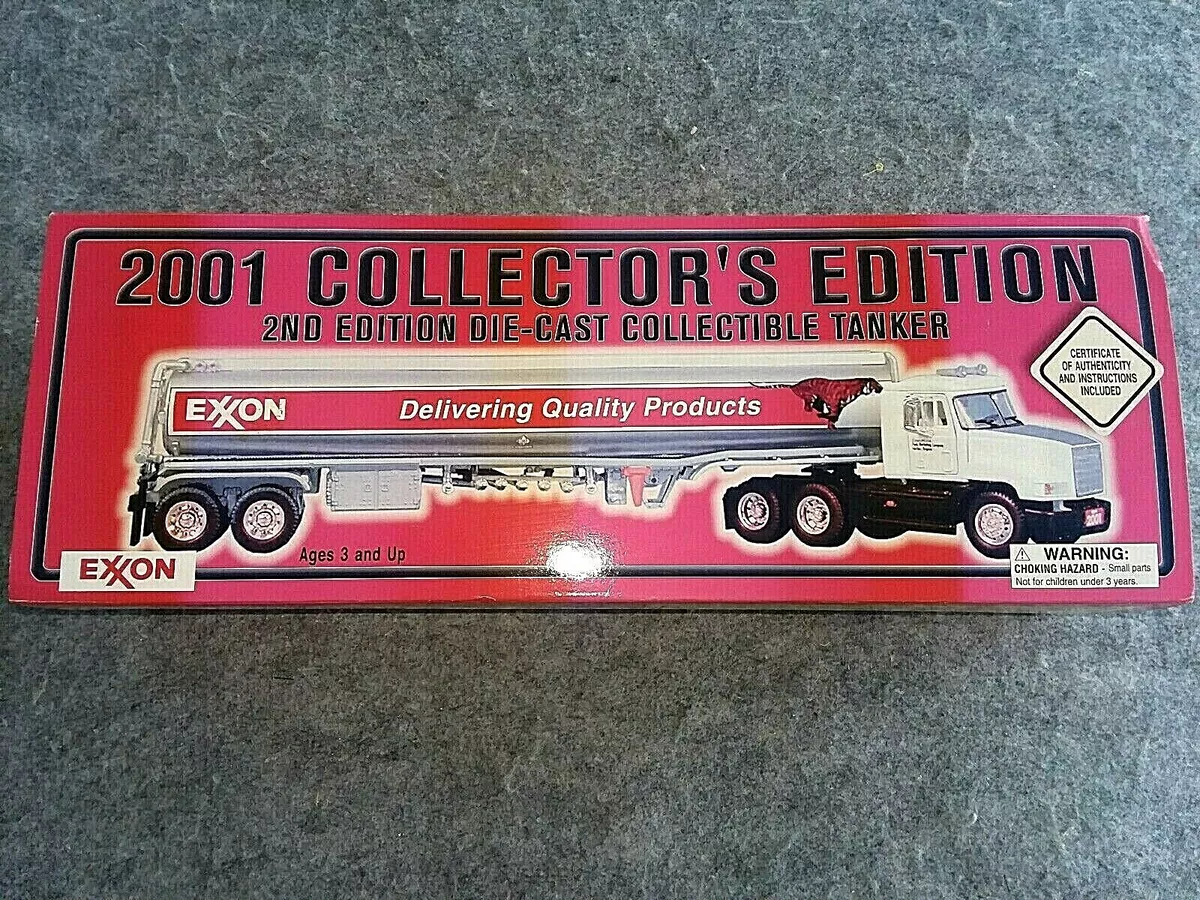 2001 COLLECTOR'S EDITION
2ND EDITION DIE-CAST COLLECTIBLE TANKER
CERTIFICATE
OF AUTHENTICITY
AND INSTRUCTIONS
INCLUDED
EXXON
Delivering Quality Products
2001
Ages 3 and Up
EXXON
WARNING:
CHOKING HAZARD - Small parts
Not for children under 3 years.